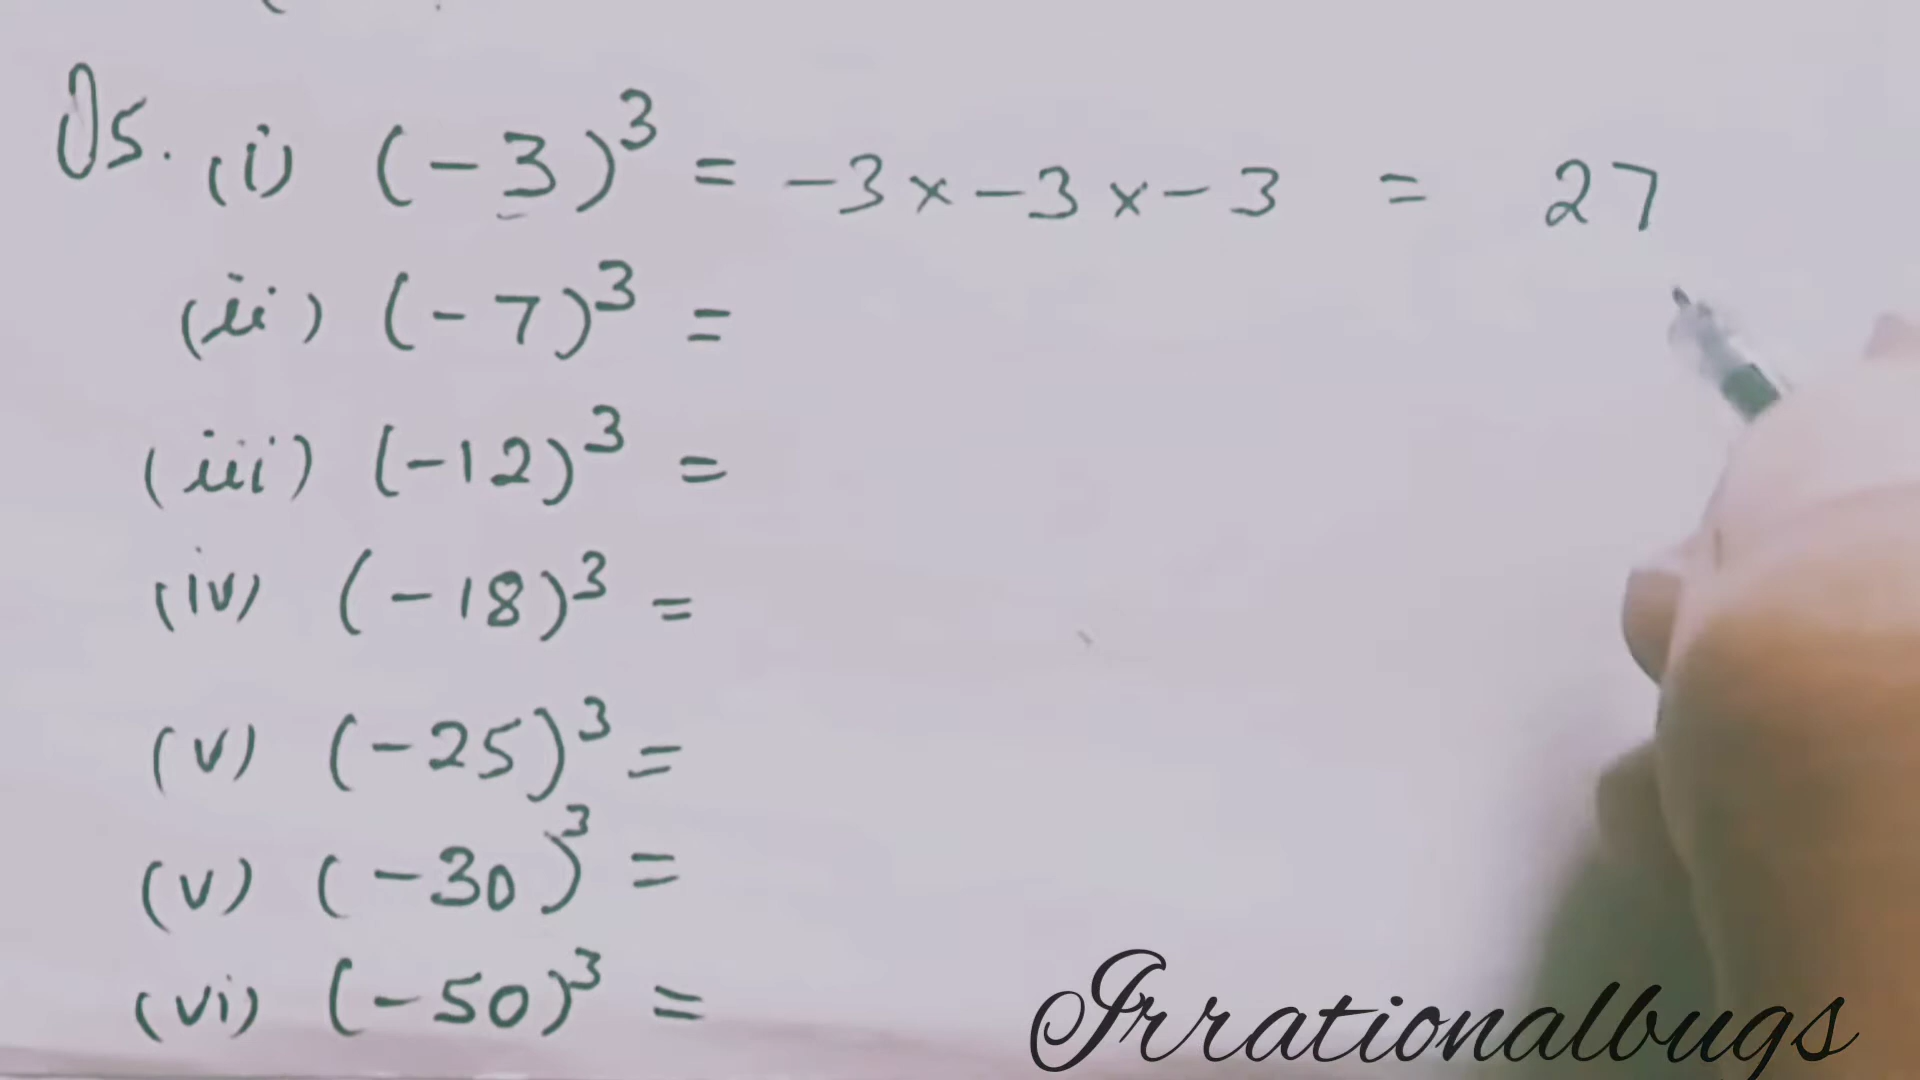 Q5. (i) (-3)³ = -3 × -3 × -3 = 27
(ii) (-7)³ =
(iii) (-12)³ =
(iv) (-18)³ =
(v) (-25)³ =
(v) (-30)³ =
(vi) (-50)³ =
Irrationalbugs